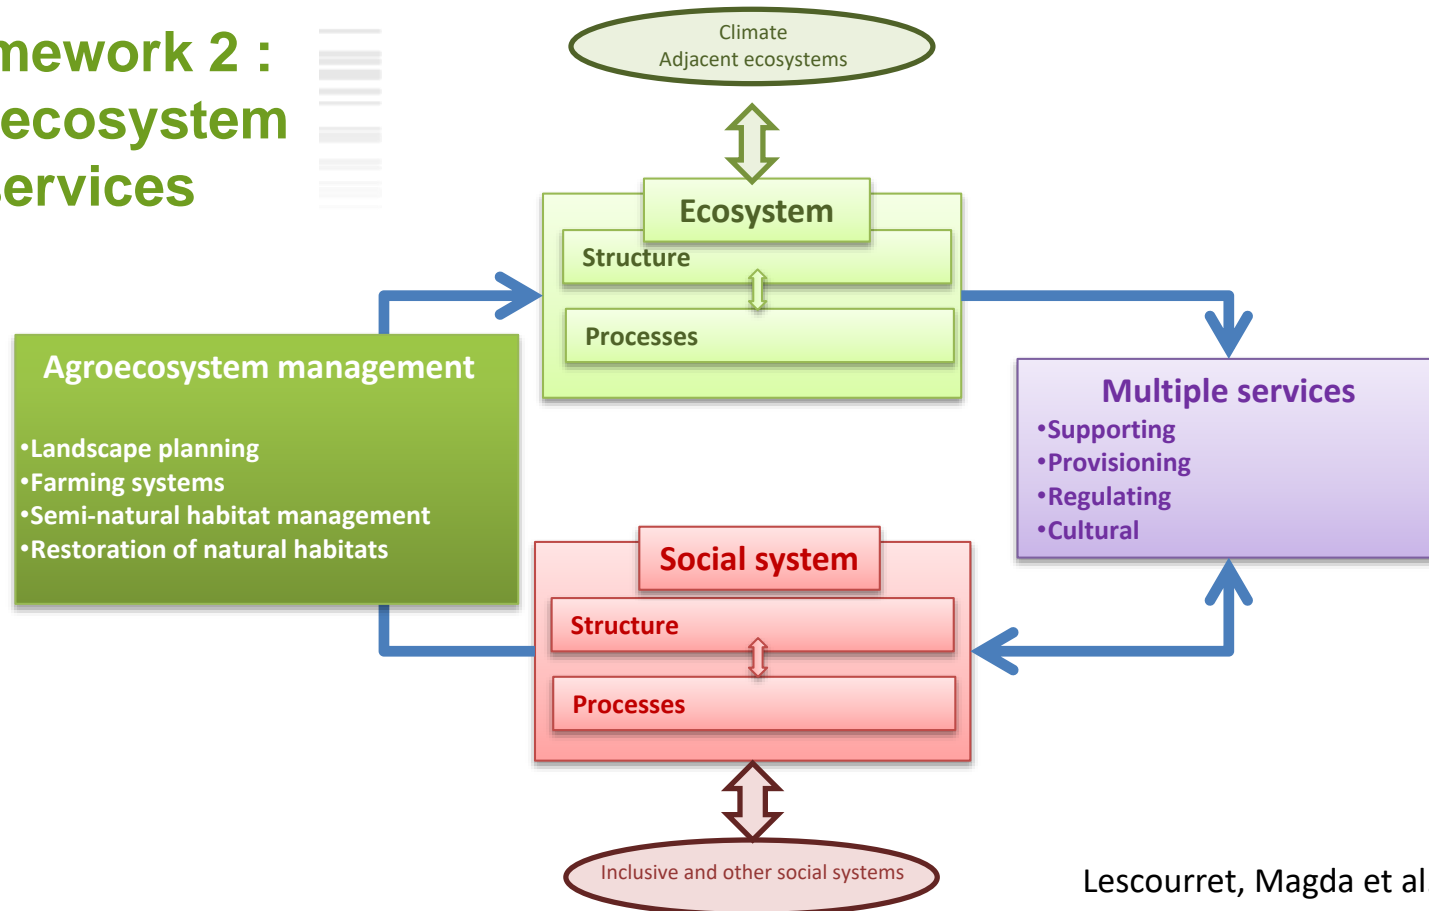 mework 2 :
ecosystem
services
Climate
Adjacent ecosystems
Ecosystem
Structure
Processes
Agroecosystem management
•Landscape planning
•Farming systems
•Semi-natural habitat management
•Restoration of natural habitats
Multiple services
•Supporting
•Provisioning
•Regulating
•Cultural
Social system
Structure
Processes
Inclusive and other social systems
Lescourret, Magda et al.